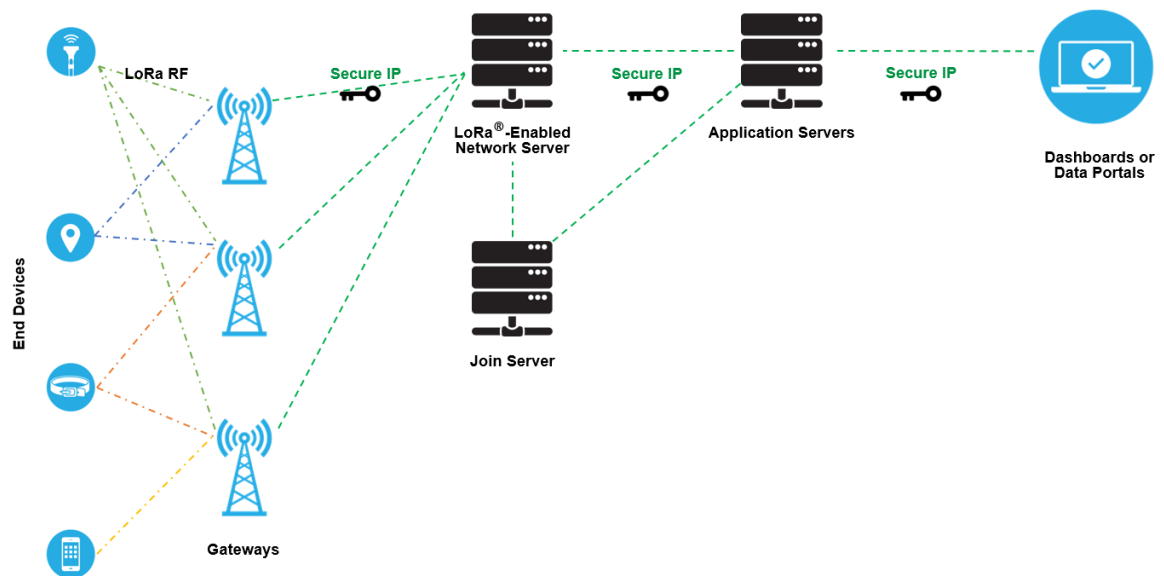 LoRa RF
Secure IP
Secure IP
Secure IP
LoRa®-Enabled
Network Server
Application Servers
Dashboards or
Data Portals
End Devices
Join Server
Gateways